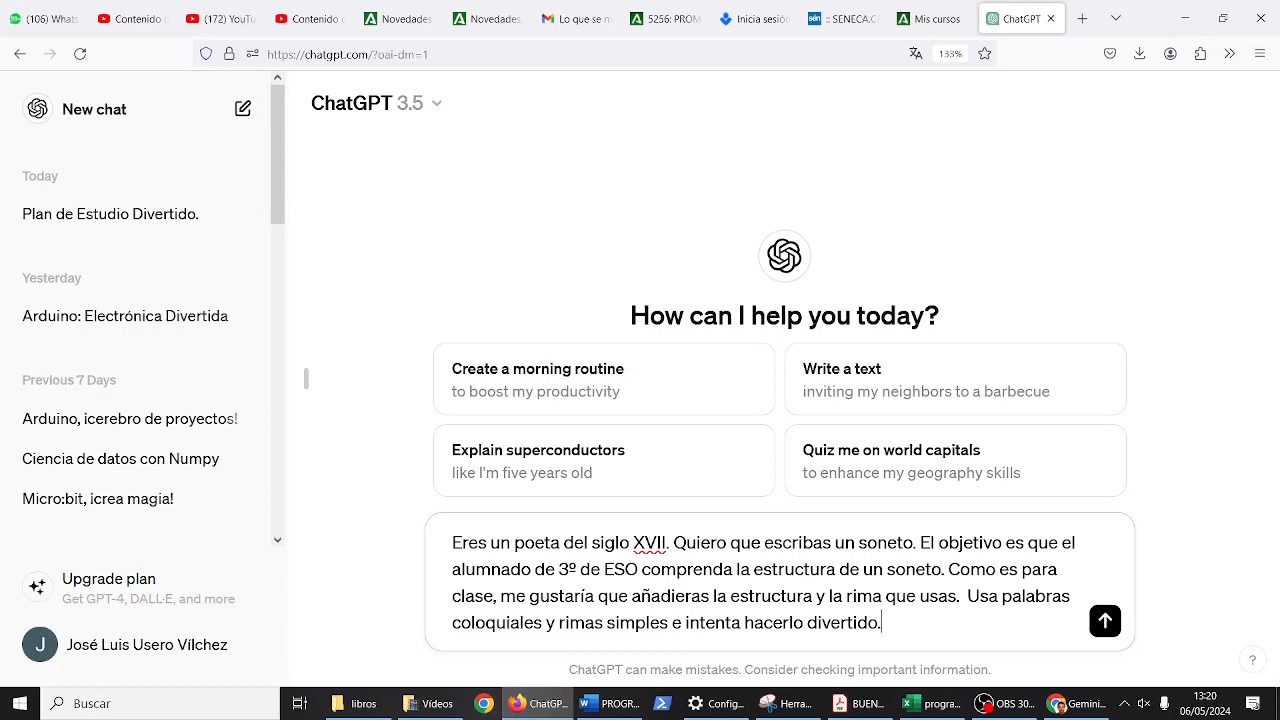 (106) Whats
Contenido c
(172) YouTu
Contenido c
Novedades
Novedades
Lo que se m
5256: PROM
Inicia sesión
sén :: SENECA.C
Mis cursos
ChatGPT
https://chatgpt.com/?oai-dm=1
133%
New chat
ChatGPT 3.5
Today
Plan de Estudio Divertido.
Yesterday
Arduino: Electrónica Divertida
Previous 7 Days
Arduino, ¡cerebro de proyectos!
Ciencia de datos con Numpy
Micro:bit, ¡crea magia!
Upgrade plan
Get GPT-4, DALL·E, and more
J
José Luis Usero Vílchez
How can I help you today?
Create a morning routine
to boost my productivity
Write a text
inviting my neighbors to a barbecue
Explain superconductors
like I'm five years old
Quiz me on world capitals
to enhance my geography skills
Eres un poeta del siglo XVII. Quiero que escribas un soneto. El objetivo es que el
alumnado de 3º de ESO comprenda la estructura de un soneto. Como es para
clase, me gustaría que añadieras la estructura y la rima que usas.  Usa palabras
coloquiales y rimas simples e intenta hacerlo divertido.
ChatGPT can make mistakes. Consider checking important information.
?
Buscar
libros
Vídeos
ChatGP...
PROGR...
Config...
Herra...
BUEN...
progra...
OBS 30...
Gemin...
13:20
06/05/2024